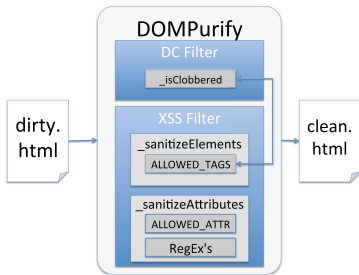 DOMPurify
DC Filter
_isClobbered
dirty.
html
XSS Filter
_sanitizeElements
ALLOWED_TAGS
_sanitizeAttributes
ALLOWED_ATTR
RegEx's
clean.
html